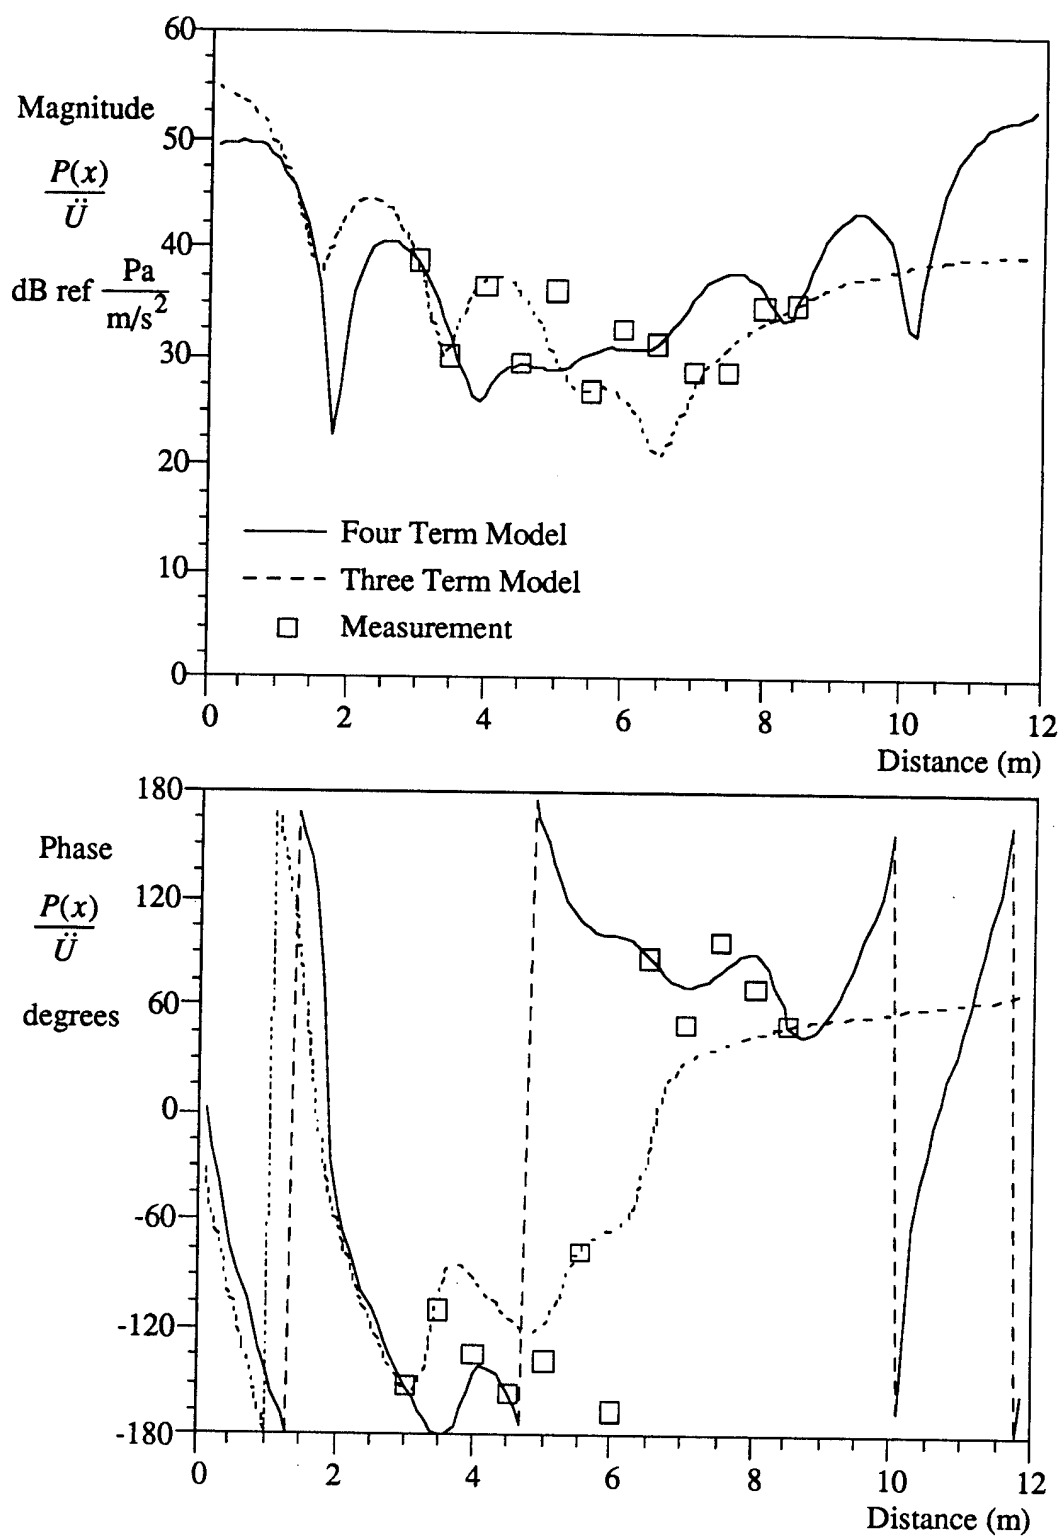 60
Magnitude
50
P(x)
Ü
40
dB ref Pa
m/s²
30
20
Four Term Model
10
Three Term Model
Measurement
0
0 2 4 6 8 10 12
Distance (m)
180
Phase
120
P(x)
Ü
60
degrees
0
-60
-120
-180
0 2 4 6 8 10 12
Distance (m)